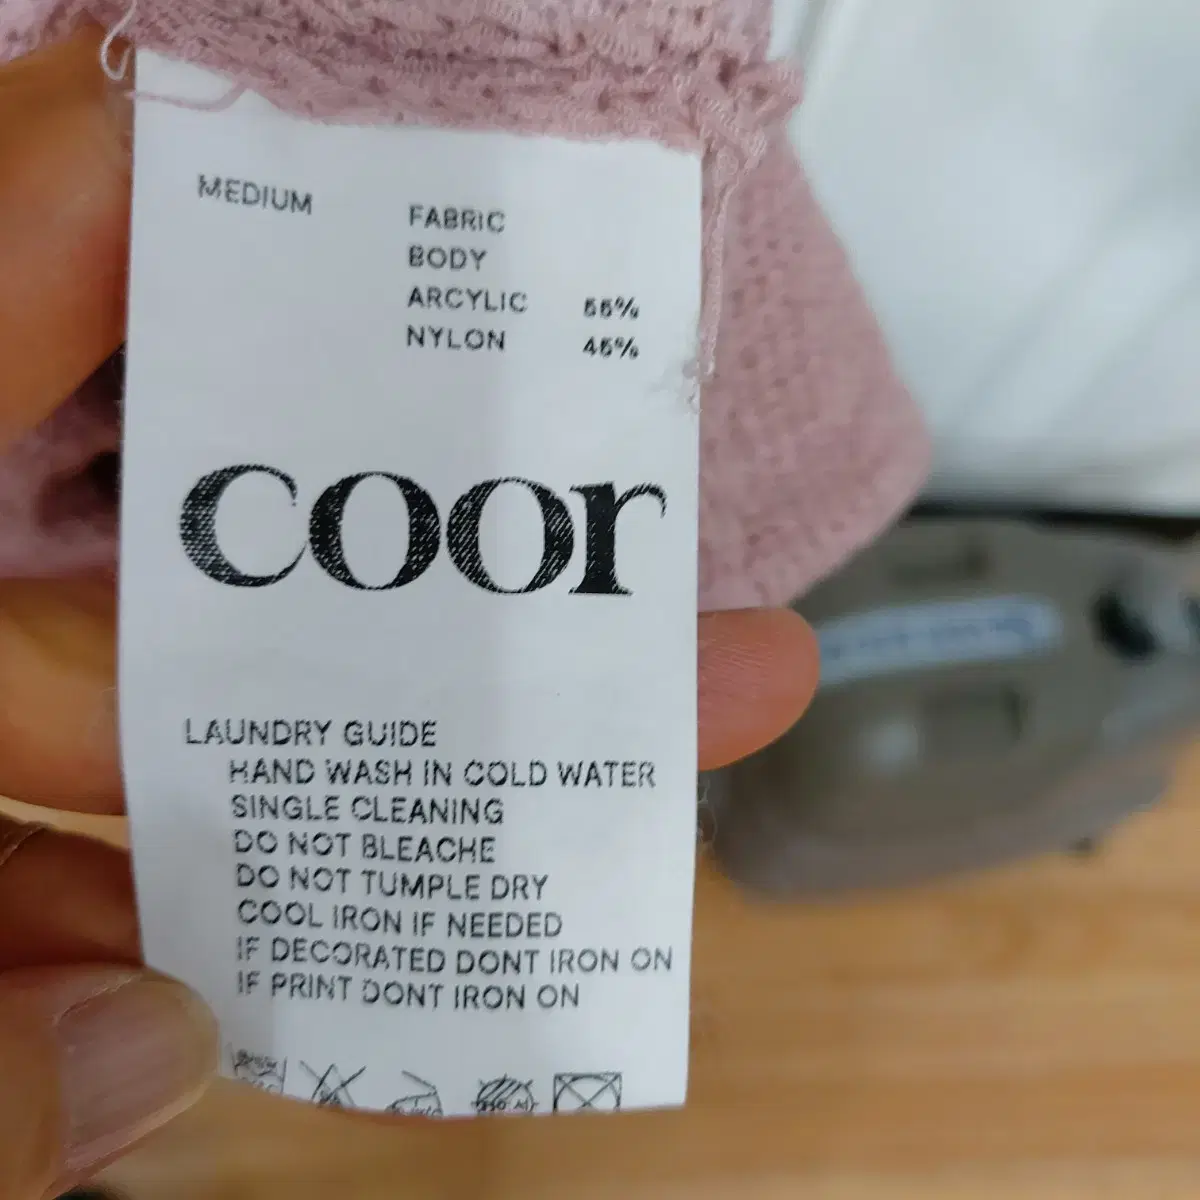 MEDIUM
FABRIC
BODY
ARCYLIC 55%
NYLON 45%
coor
LAUNDRY GUIDE
HAND WASH IN COLD WATER
SINGLE CLEANING
DO NOT BLEACHE
DO NOT TUMPLE DRY
COOL IRON IF NEEDED
IF DECORATED DONT IRON ON
IF PRINT DONT IRON ON